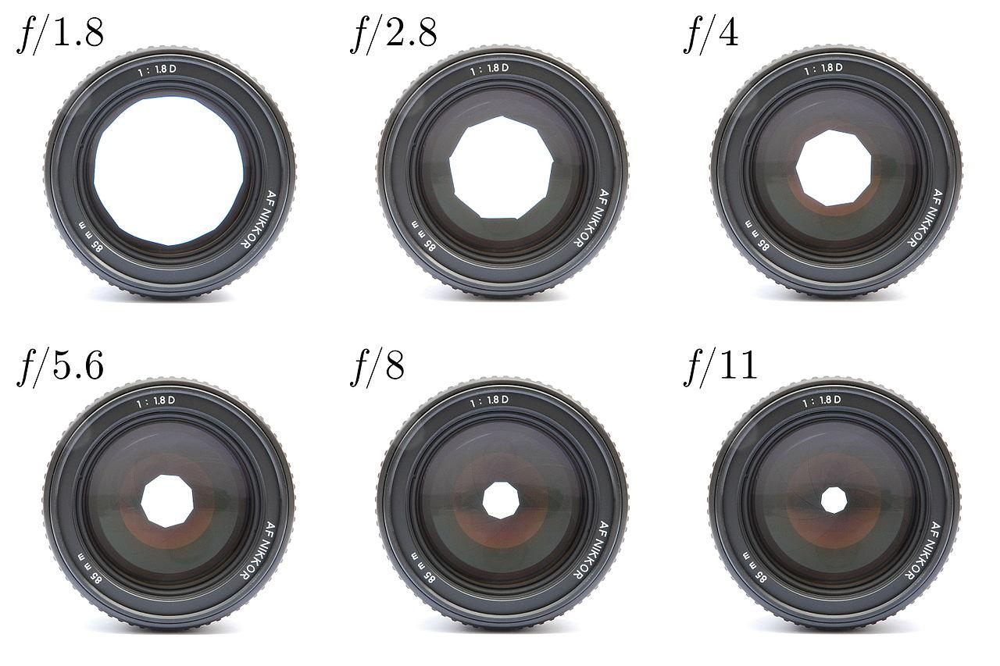 f/1.8
f/2.8
f/4
1 : 1.8 D
AF NIKKOR
85 mm
1 : 1.8 D
AF NIKKOR
85 mm
1 : 1.8 D
AF NIKKOR
85 mm
f/5.6
f/8
f/11
1 : 1.8 D
AF NIKKOR
85 mm
1 : 1.8 D
AF NIKKOR
85 mm
1 : 1.8 D
AF NIKKOR
85 mm